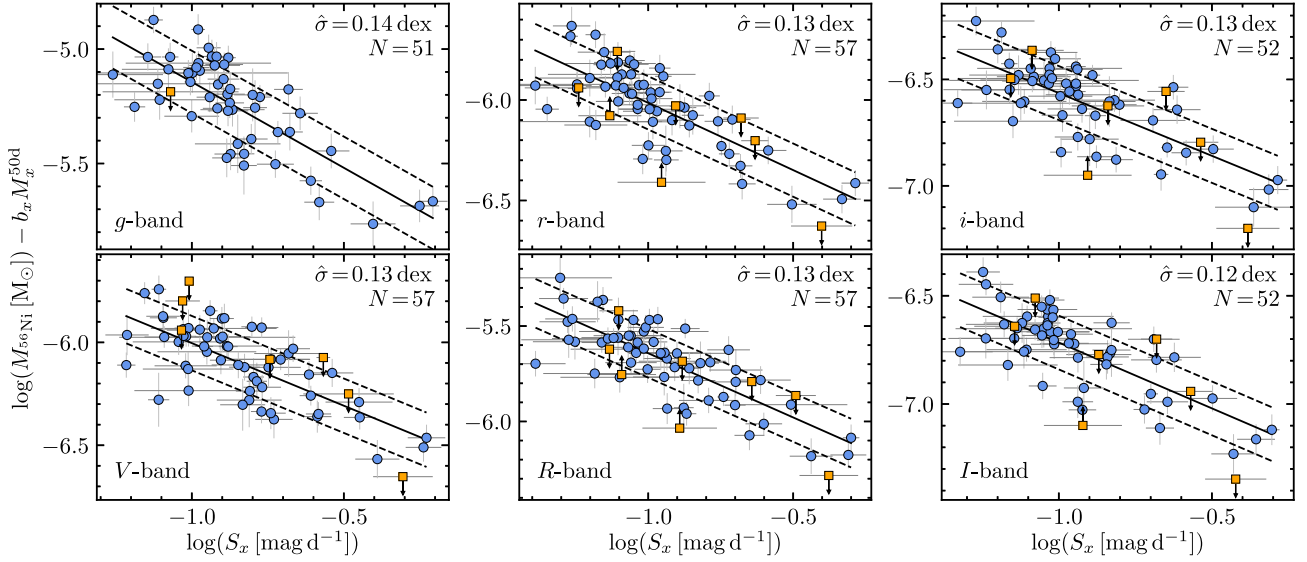 σ̂ = 0.14 dex
N = 51
−5.0
−5.5
g-band
σ̂ = 0.13 dex
N = 57
−6.0
−6.5
r-band
σ̂ = 0.13 dex
N = 52
−6.5
−7.0
i-band
log(M₅₆Ni [M⊙]) − bₓ Mₓ⁵⁰ᵈ
σ̂ = 0.13 dex
N = 57
−6.0
−6.5
V-band
σ̂ = 0.13 dex
N = 57
−5.5
−6.0
−6.5
R-band
σ̂ = 0.12 dex
N = 52
−6.5
−7.0
I-band
−1.0 −0.5
−1.0 −0.5
−1.0 −0.5
log(Sₓ [mag d⁻¹])
log(Sₓ [mag d⁻¹])
log(Sₓ [mag d⁻¹])